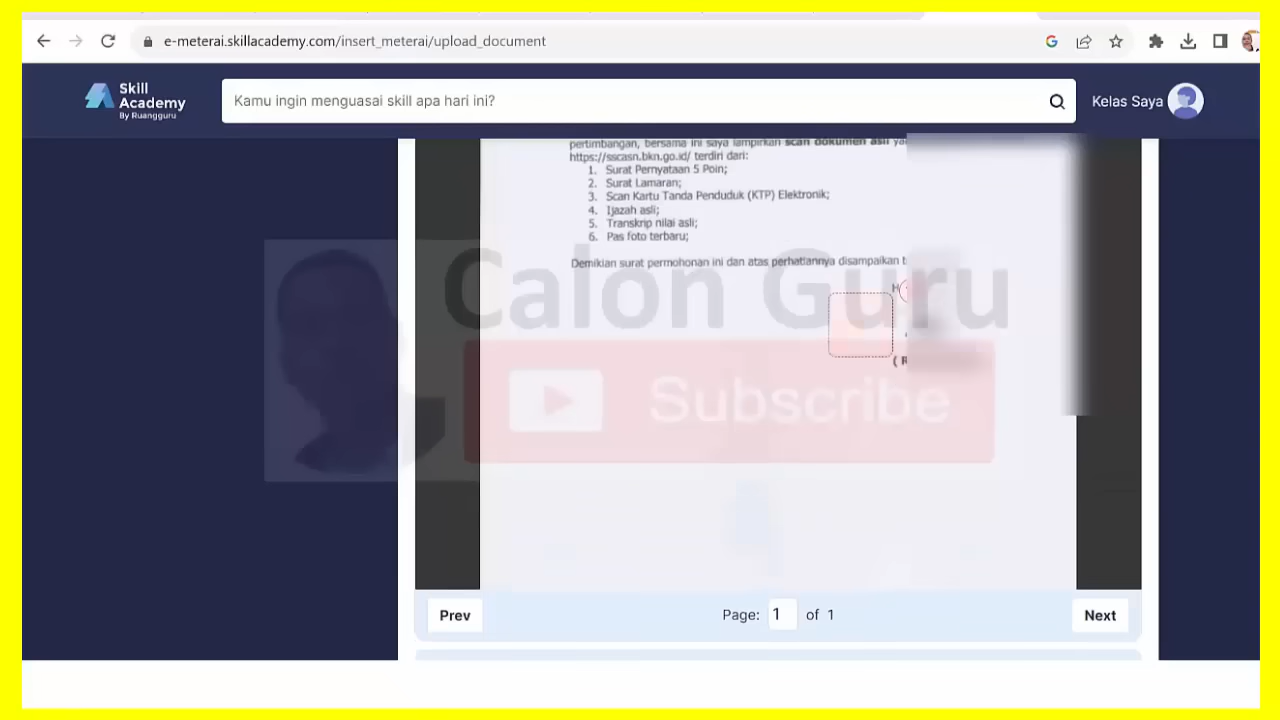 e-meterai.skillacademy.com/insert_meterai/upload_document
Skill
Academy
By Ruangguru
Kamu ingin menguasai skill apa hari ini?
Kelas Saya
pertimbangan, bersama ini saya lampirkan scan dokumen asli
https://sscasn.bkn.go.id/ terdiri dari:
1. Surat Pernyataan 5 Poin;
2. Surat Lamaran;
3. Scan Kartu Tanda Penduduk (KTP) Elektronik;
4. Ijazah asli;
5. Transkrip nilai asli;
6. Pas foto terbaru;
Demikian surat permohonan ini dan atas perhatiannya disampaikan
Calon Guru
Subscribe
Prev
Page: 1 of 1
Next